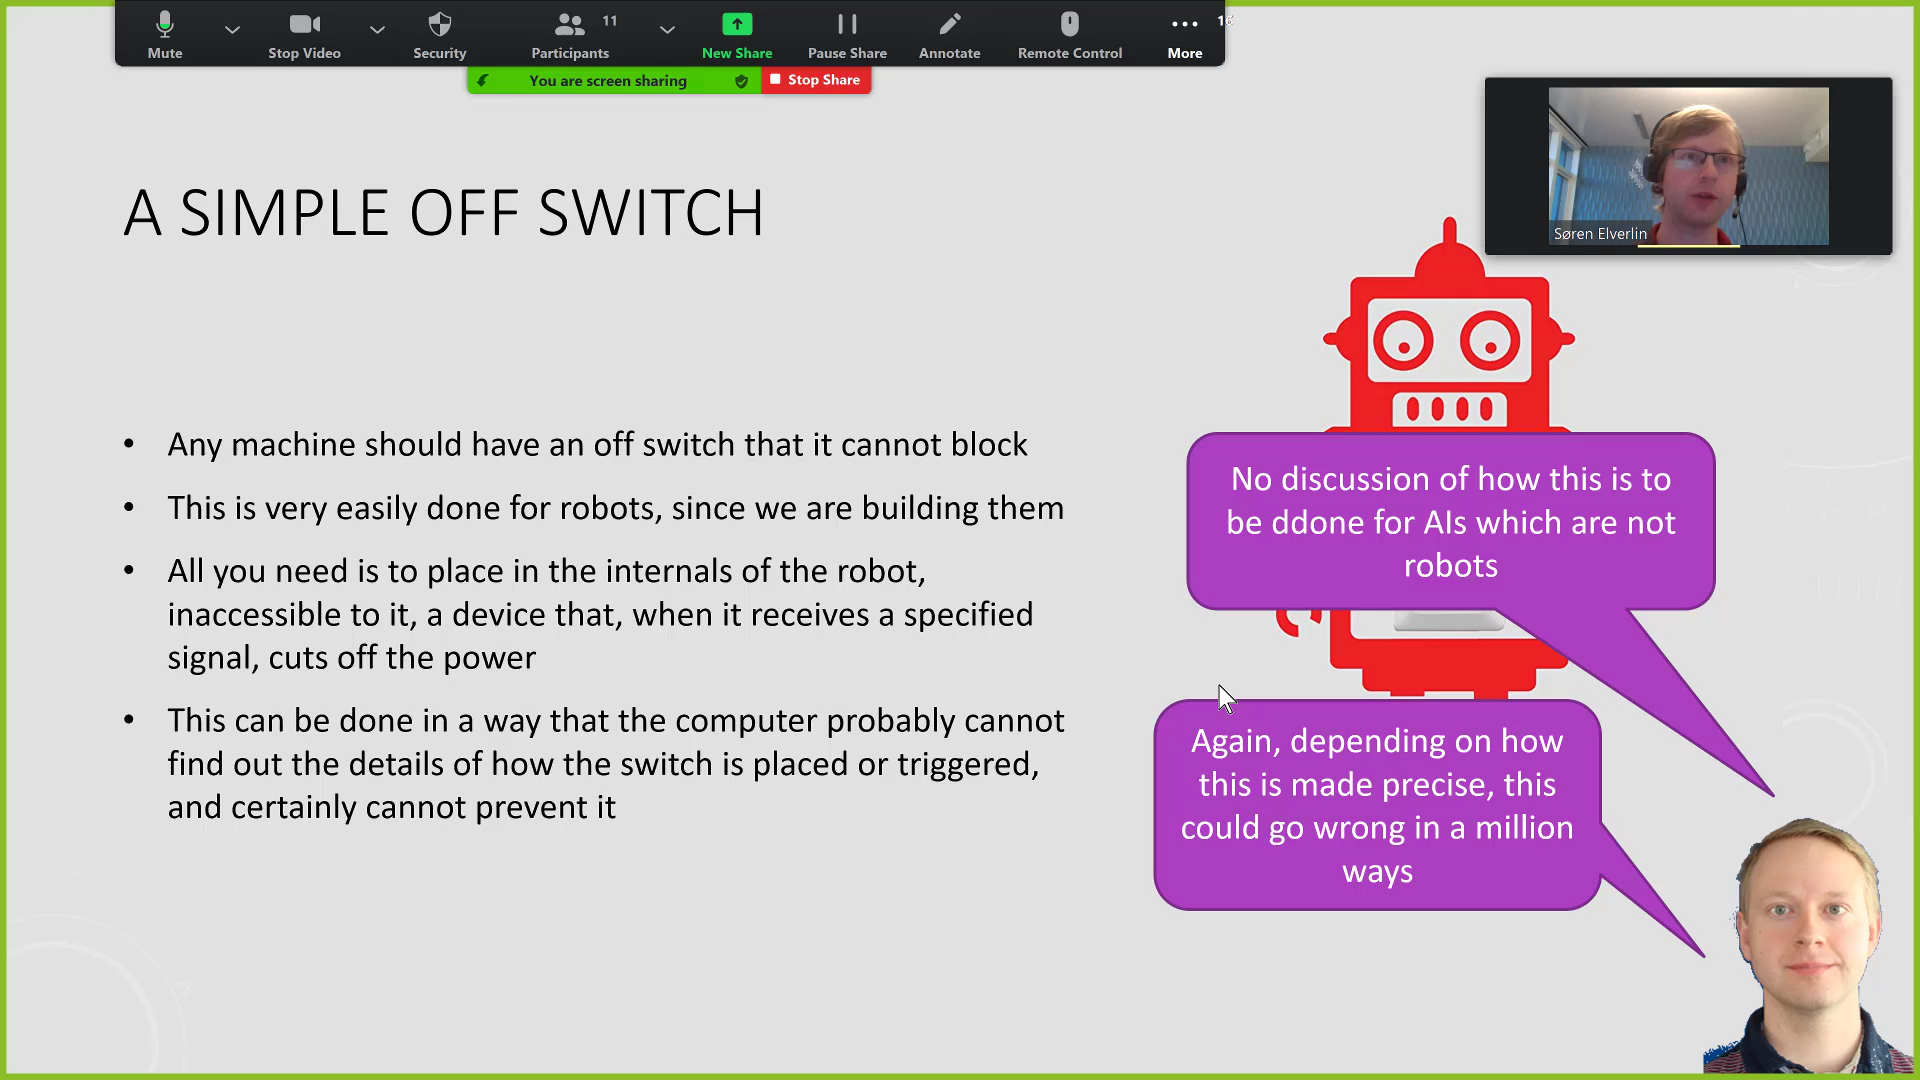 Mute
Stop Video
Security
Participants
11
New Share
Pause Share
Annotate
Remote Control
More
You are screen sharing
Stop Share
Søren Elverlin
A SIMPLE OFF SWITCH
• Any machine should have an off switch that it cannot block
• This is very easily done for robots, since we are building them
• All you need is to place in the internals of the robot,
inaccessible to it, a device that, when it receives a specified
signal, cuts off the power
• This can be done in a way that the computer probably cannot
find out the details of how the switch is placed or triggered,
and certainly cannot prevent it
No discussion of how this is to
be ddone for AIs which are not
robots
Again, depending on how
this is made precise, this
could go wrong in a million
ways